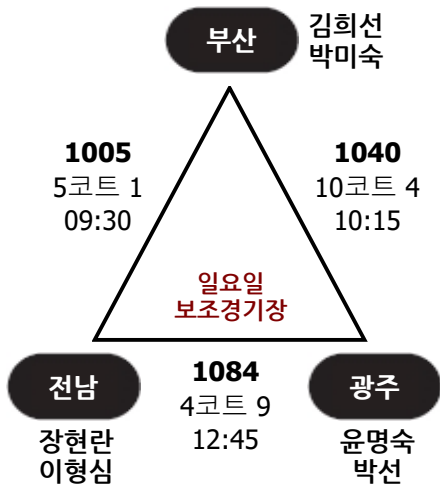 부산
김희선
박미숙
1005
5코트 1
09:30
1040
10코트 4
10:15
일요일
보조경기장
전남
장현란
이형심
1084
4코트 9
12:45
광주
윤명숙
박선